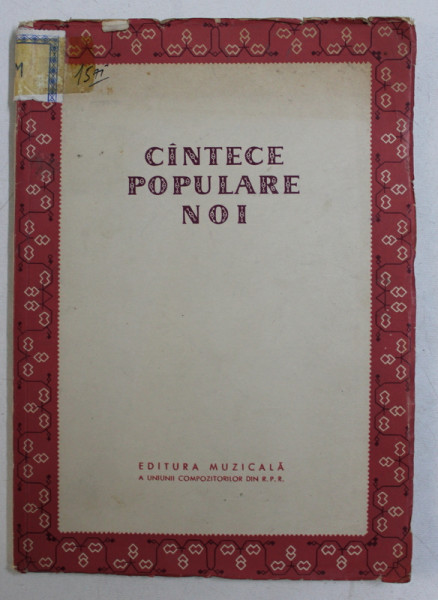 M
CÎNTECE
POPULARE
NOI
EDITURA MUZICALĂ
A UNIUNII COMPOZITORILOR DIN R.P.R.